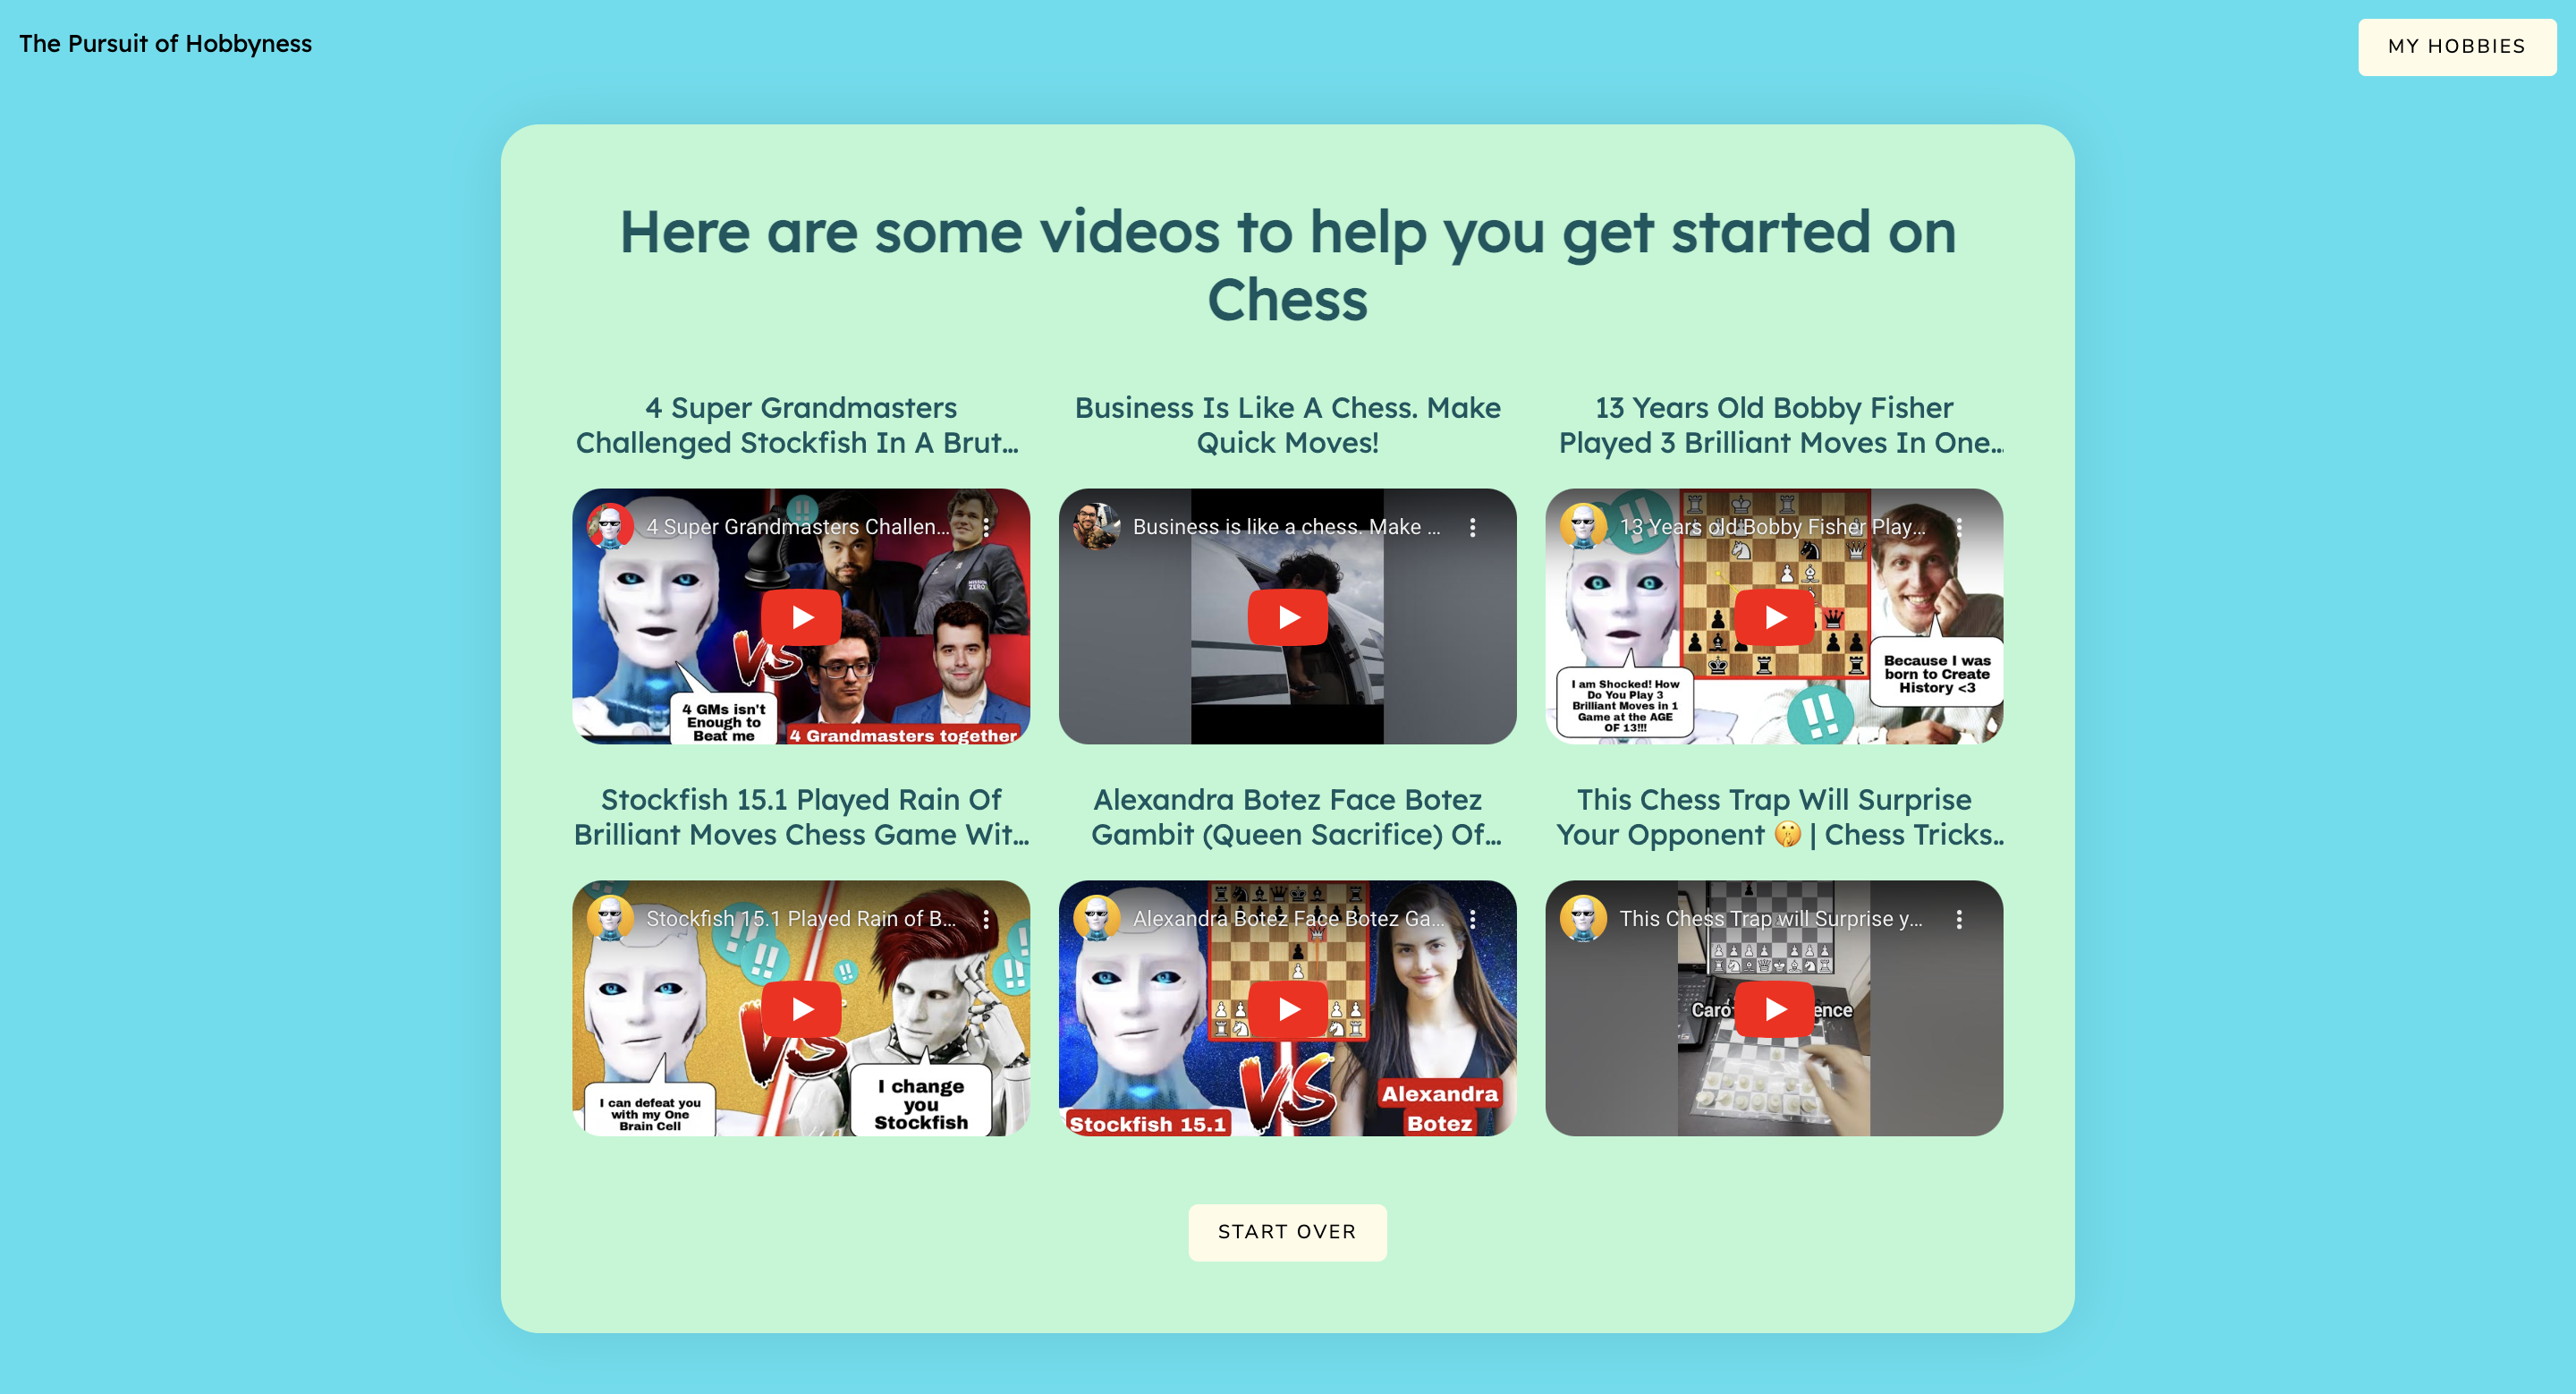 The Pursuit of Hobbyness
MY HOBBIES
Here are some videos to help you get started on
Chess
4 Super Grandmasters
Challenged Stockfish In A Brut...
Business Is Like A Chess. Make
Quick Moves!
13 Years Old Bobby Fisher
Played 3 Brilliant Moves In One...
4 Super Grandmasters Challen...
MISSION
ZERO
VS
4 GMs isn't
Enough to
Beat me
4 Grandmasters together
Business is like a chess. Make ...
13 Years old Bobby Fisher Play...
!!
I am Shocked! How
Do You Play 3
Brilliant Moves in 1
Game at the AGE
OF 13!!!
Because I was
born to Create
History <3
!!
Stockfish 15.1 Played Rain Of
Brilliant Moves Chess Game Wit...
Alexandra Botez Face Botez
Gambit (Queen Sacrifice) Of...
This Chess Trap Will Surprise
Your Opponent 🤫 | Chess Tricks...
Stockfish 15.1 Played Rain of B...
!!
!!
!!
VS
I can defeat you
with my One
Brain Cell
I change
you
Stockfish
Alexandra Botez Face Botez Ga...
VS
Stockfish 15.1
Alexandra
Botez
This Chess Trap will Surprise y...
START OVER